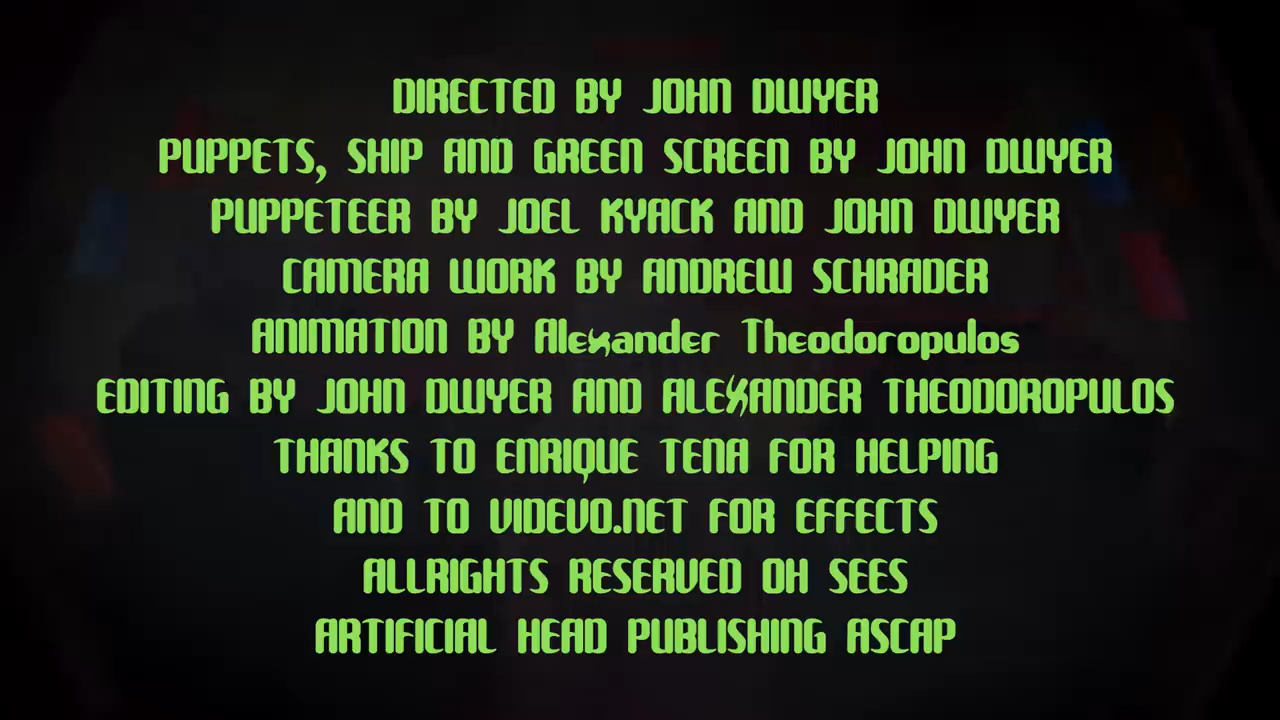 DIRECTED BY JOHN DWYER
PUPPETS, SHIP AND GREEN SCREEN BY JOHN DWYER
PUPPETEER BY JOEL KYACK AND JOHN DWYER
CAMERA WORK BY ANDREW SCHRADER
ANIMATION BY Alexander Theodoropulos
EDITING BY JOHN DWYER AND ALEXANDER THEODOROPULOS
THANKS TO ENRIQUE TENA FOR HELPING
AND TO VIDEVO.NET FOR EFFECTS
ALLRIGHTS RESERVED OH SEES
ARTIFICIAL HEAD PUBLISHING ASCAP